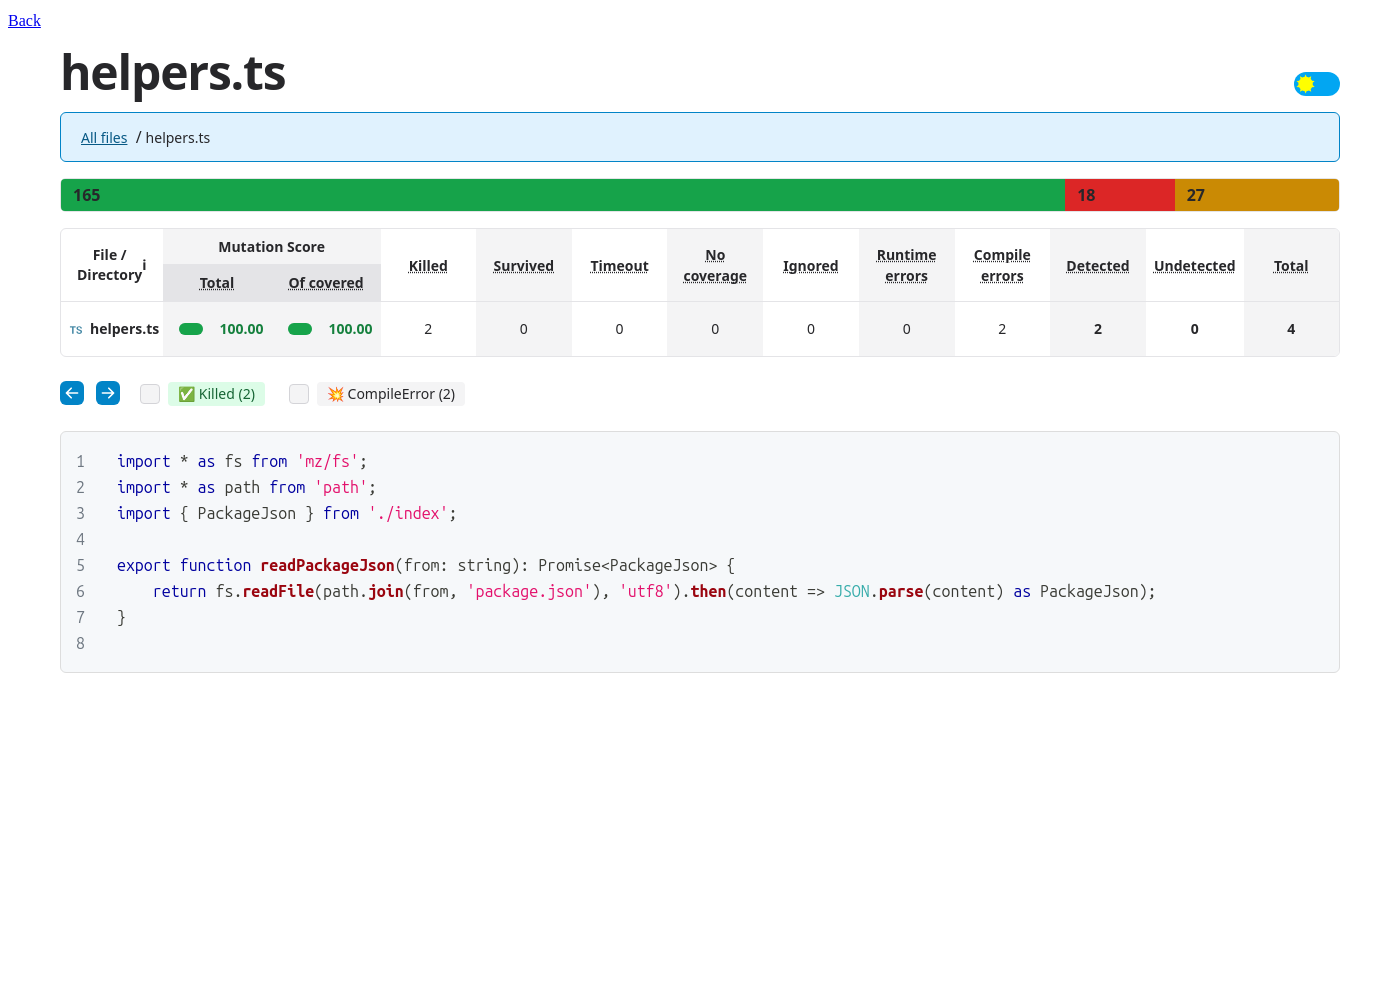 Back
helpers.ts
All files / helpers.ts
165 18 27
File / Directory i Mutation Score Killed Survived Timeout No coverage Ignored Runtime errors Compile errors Detected Undetected Total
Total Of covered
TS helpers.ts 100.00 100.00 2 0 0 0 0 0 2 2 0 4
✅ Killed (2) 💥 CompileError (2)
1 import * as fs from 'mz/fs';
2 import * as path from 'path';
3 import { PackageJson } from './index';
4
5 export function readPackageJson(from: string): Promise<PackageJson> {
6     return fs.readFile(path.join(from, 'package.json'), 'utf8').then(content => JSON.parse(content) as PackageJson);
7 }
8